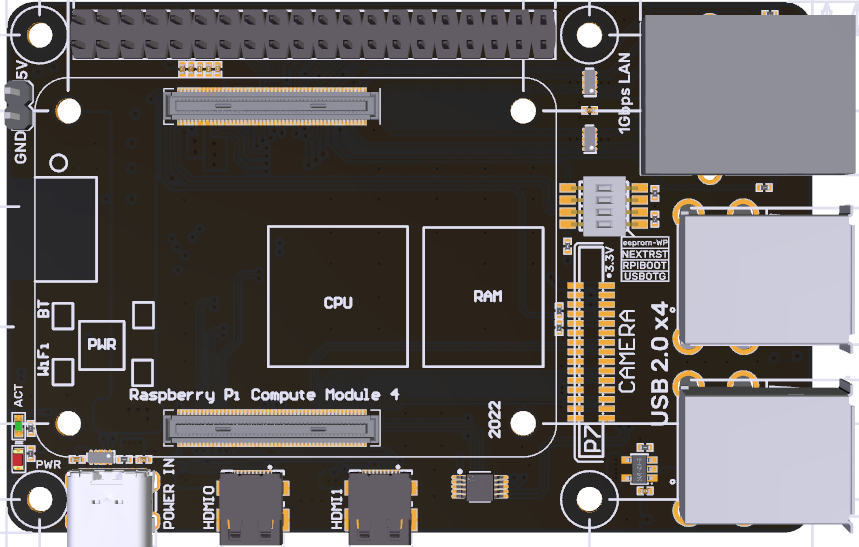 5V
GND
1Gbps LAN
eeprom-WP
NEXTRST
RPIBOOT
USBOTG
3.3V
CAMERA
USB 2.0 x4
CPU
RAM
BT
WiFi
PWR
Raspberry Pi Compute Module 4
2022
ACT
PWR
POWER IN
HDMI0
HDMI1
PZ